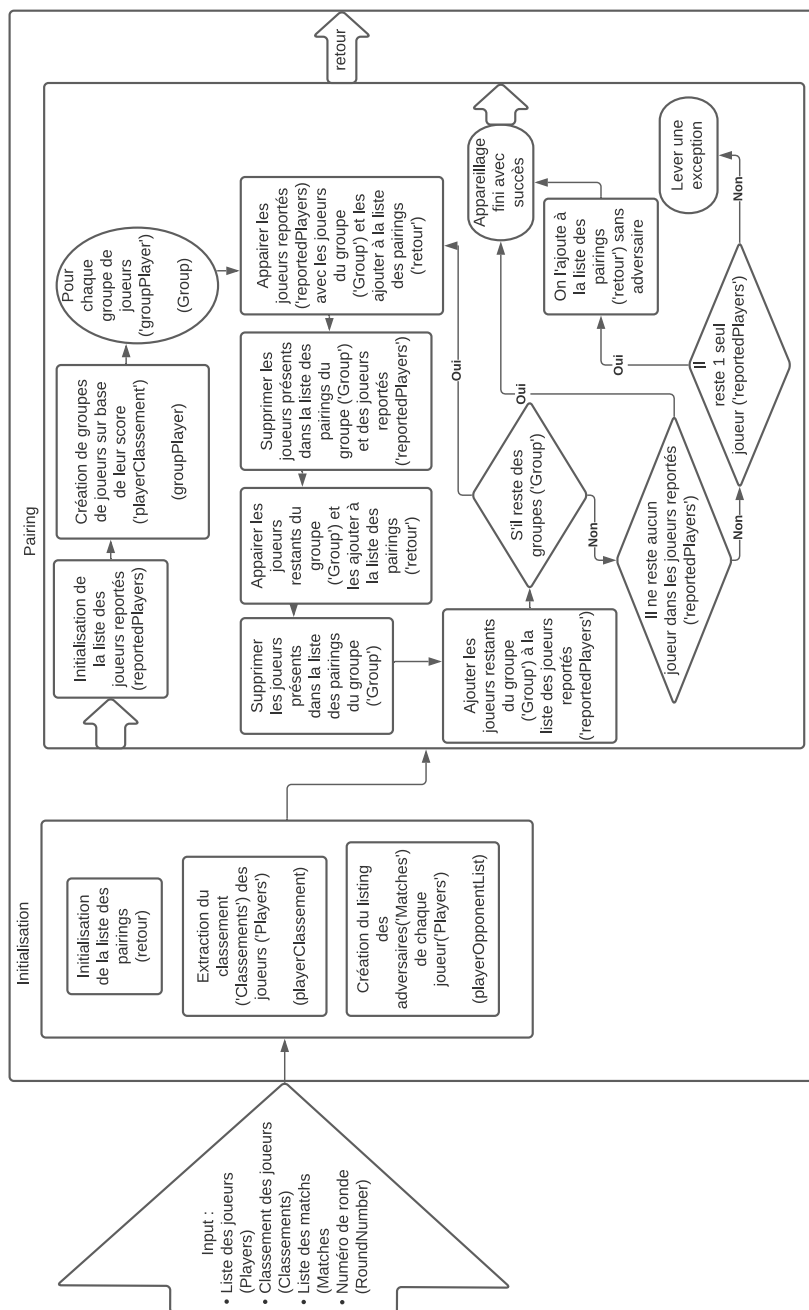 Input :
• Liste des joueurs
(Players)
• Classement des joueurs
(Classements)
• Liste des matchs
(Matches
• Numéro de ronde
(RoundNumber)
Initialisation
Initialisation
de la liste des
pairings
(retour)
Extraction du
classement
('Classements') des
joueurs ('Players')
(playerClassement)
Création du listing
des
adversaires('Matches')
de chaque
joueur('Players')
(playerOpponentList)
Pairing
Initialisation de
la liste des
joueurs reportés
(reportedPlayers)
Création de groupes
de joueurs sur base
de leur score
('playerClassement')
(groupPlayer)
Pour
chaque
groupe de
joueurs
('groupPlayer')
(Group)
Appairer les
joueurs reportés
('reportedPlayers)
avec les joueurs
du groupe
('Group') et les
ajouter à la liste
des pairings
('retour')
Supprimer les
joueurs présents
dans la liste des
pairings du
groupe ('Group')
et des joueurs
reportés
('reportedPlayers')
Appairer les
joueurs
restants du
groupe
('Group') et
les ajouter à
la liste des
pairings
('retour')
Supprimer
les joueurs
présents
dans la liste
des pairings
du groupe
('Group')
Ajouter les
joueurs restants
du groupe
('Group') à la
liste des joueurs
reportés
('reportedPlayers')
S'il reste des
groupes ('Group')
Oui
Non
Il ne reste aucun
joueur dans les joueurs reportés
('reportedPlayers')
Oui
Non
Il
reste 1 seul
joueur ('reportedPlayers')
Oui
Non
On l'ajoute à
la liste des
pairings
('retour') sans
adversaire
Appareillage
fini avec
succès
Lever une
exception
retour